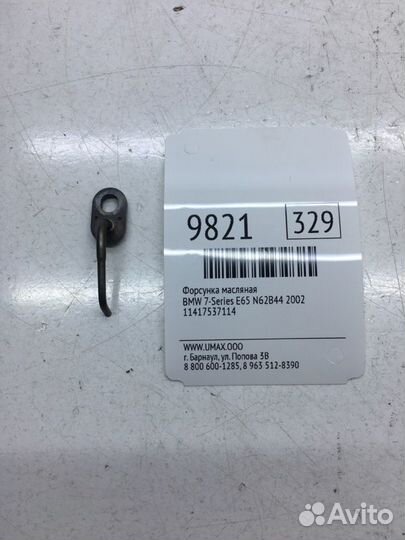 9821 329
Форсунка масляная
BMW 7-Series E65 N62B44 2002
11417537114
WWW.UMAX.OOO
г. Барнаул, ул. Попова 3В
8 800 600-1285, 8 963 512-8390
Avito